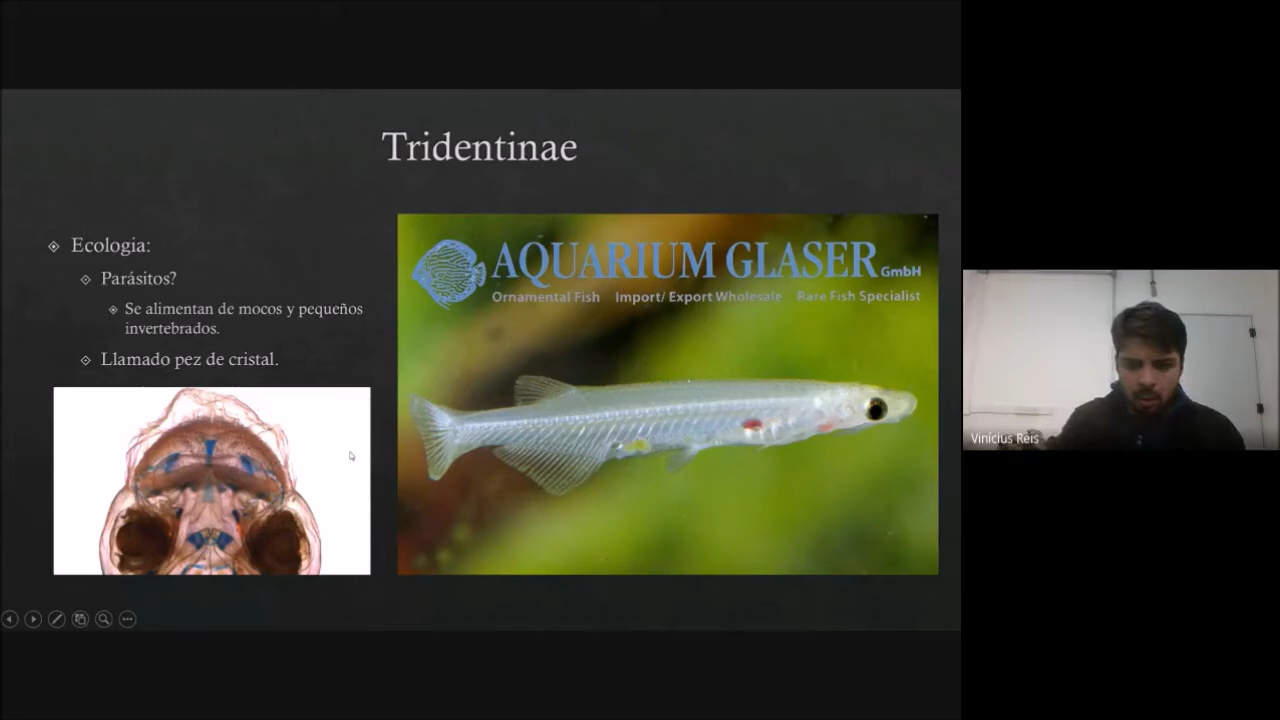 Tridentinae
Ecologia:
Parásitos?
Se alimentan de mocos y pequeños
invertebrados.
Llamado pez de cristal.
AQUARIUM GLASER GmbH
Ornamental Fish Import/ Export Wholesale Rare Fish Specialist
Vinícius Reis